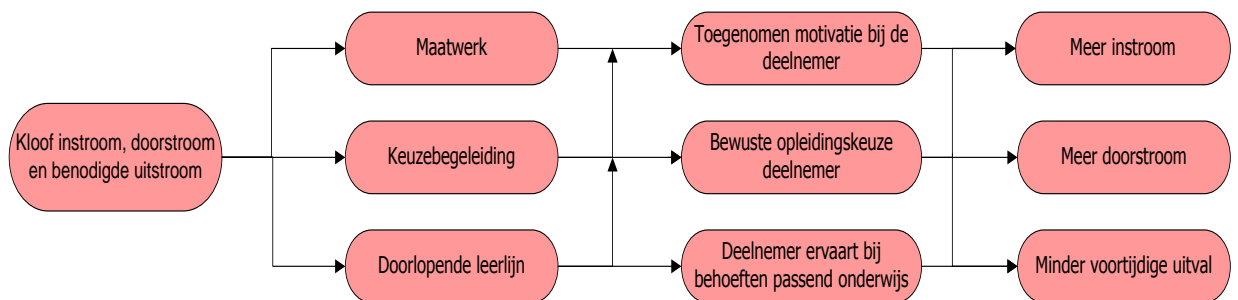 Kloof instroom, doorstroom
en benodigde uitstroom
Maatwerk
Keuzebegeleiding
Doorlopende leerlijn
Toegenomen motivatie bij de
deelnemer
Bewuste opleidingskeuze
deelnemer
Deelnemer ervaart bij
behoeften passend onderwijs
Meer instroom
Meer doorstroom
Minder voortijdige uitval